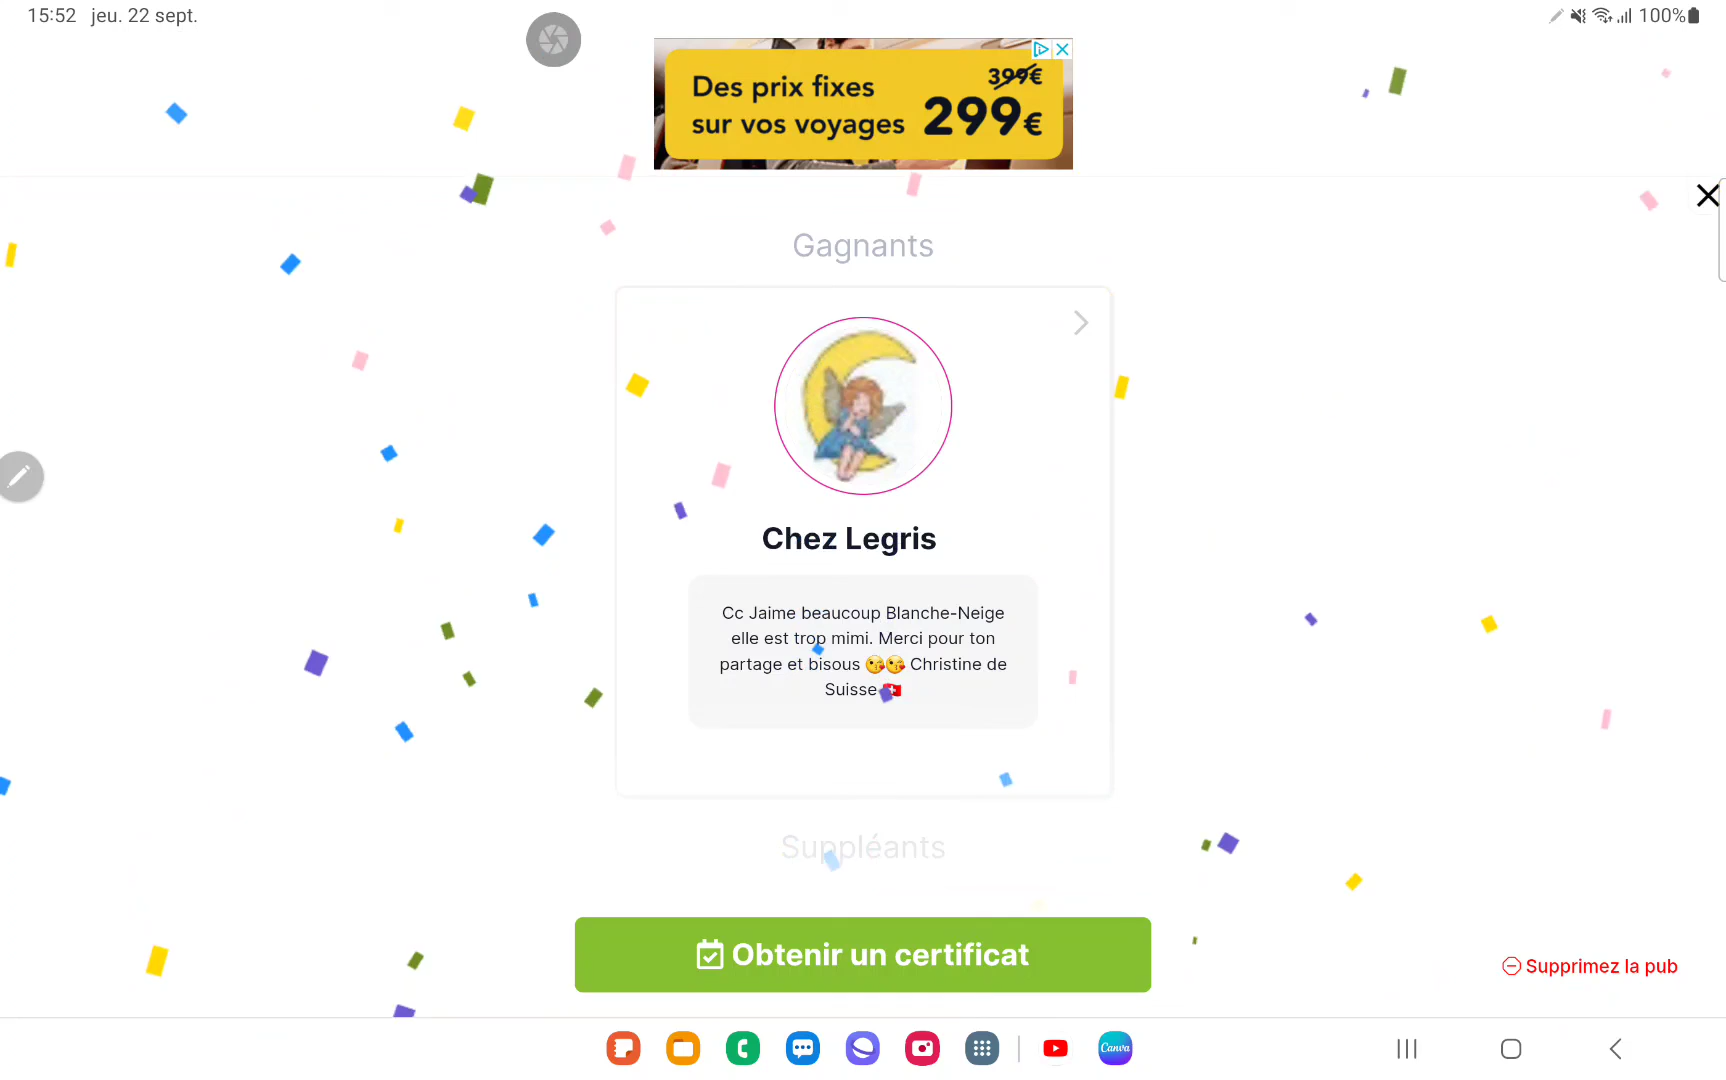 15:52 jeu. 22 sept.
100%
Des prix fixes
sur vos voyages
399€
299€
Gagnants
Chez Legris
Cc Jaime beaucoup Blanche-Neige
elle est trop mimi. Merci pour ton
partage et bisous 😘😘 Christine de
Suisse 🇨🇭
Suppléants
Obtenir un certificat
Supprimez la pub
Canva